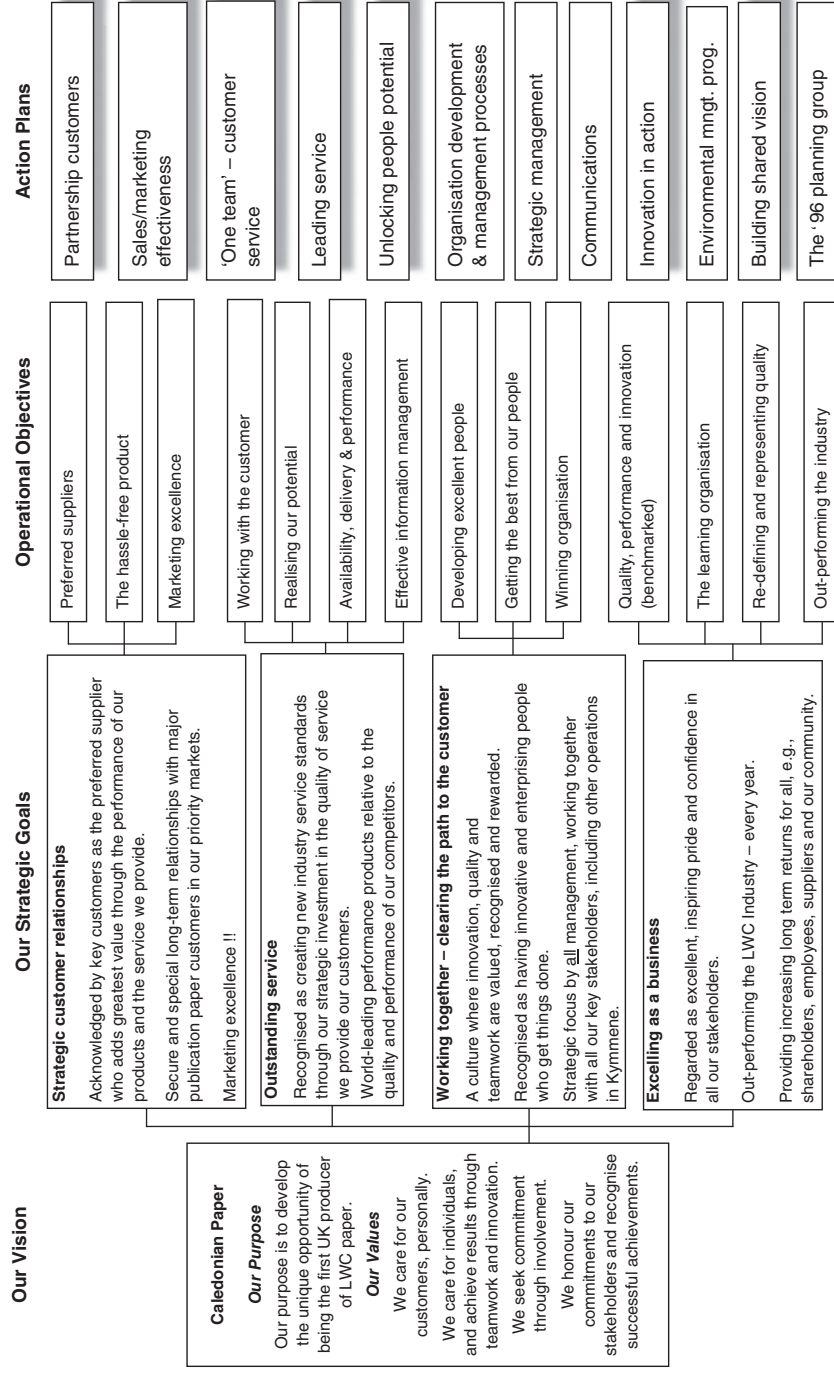 Our Vision
Caledonian Paper
Our Purpose
Our purpose is to develop
the unique opportunity of
being the first UK producer
of LWC paper.
Our Values
We care for our
customers, personally.
We care for individuals,
and achieve results through
teamwork and innovation.
We seek commitment
through involvement.
We honour our
commitments to our
stakeholders and recognise
successful achievements.
Our Strategic Goals
Strategic customer relationships
Acknowledged by key customers as the preferred supplier
who adds greatest value through the performance of our
products and the service we provide.
Secure and special long-term relationships with major
publication paper customers in our priority markets.
Marketing excellence !!
Outstanding service
Recognised as creating new industry service standards
through our strategic investment in the quality of service
we provide our customers.
World-leading performance products relative to the
quality and performance of our competitors.
Working together – clearing the path to the customer
A culture where innovation, quality and
teamwork are valued, recognised and rewarded.
Recognised as having innovative and enterprising people
who get things done.
Strategic focus by all management, working together
with all our key stakeholders, including other operations
in Kymmene.
Excelling as a business
Regarded as excellent, inspiring pride and confidence in
all our stakeholders.
Out-performing the LWC Industry – every year.
Providing increasing long term returns for all, e.g.,
shareholders, employees, suppliers and our community.
Operational Objectives
Preferred suppliers
The hassle-free product
Marketing excellence
Working with the customer
Realising our potential
Availability, delivery & performance
Effective information management
Developing excellent people
Getting the best from our people
Winning organisation
Quality, performance and innovation
(benchmarked)
The learning organisation
Re-defining and representing quality
Out-performing the industry
Action Plans
Partnership customers
Sales/marketing
effectiveness
'One team' – customer
service
Leading service
Unlocking people potential
Organisation development
& management processes
Strategic management
Communications
Innovation in action
Environmental mngt. prog.
Building shared vision
The '96 planning group